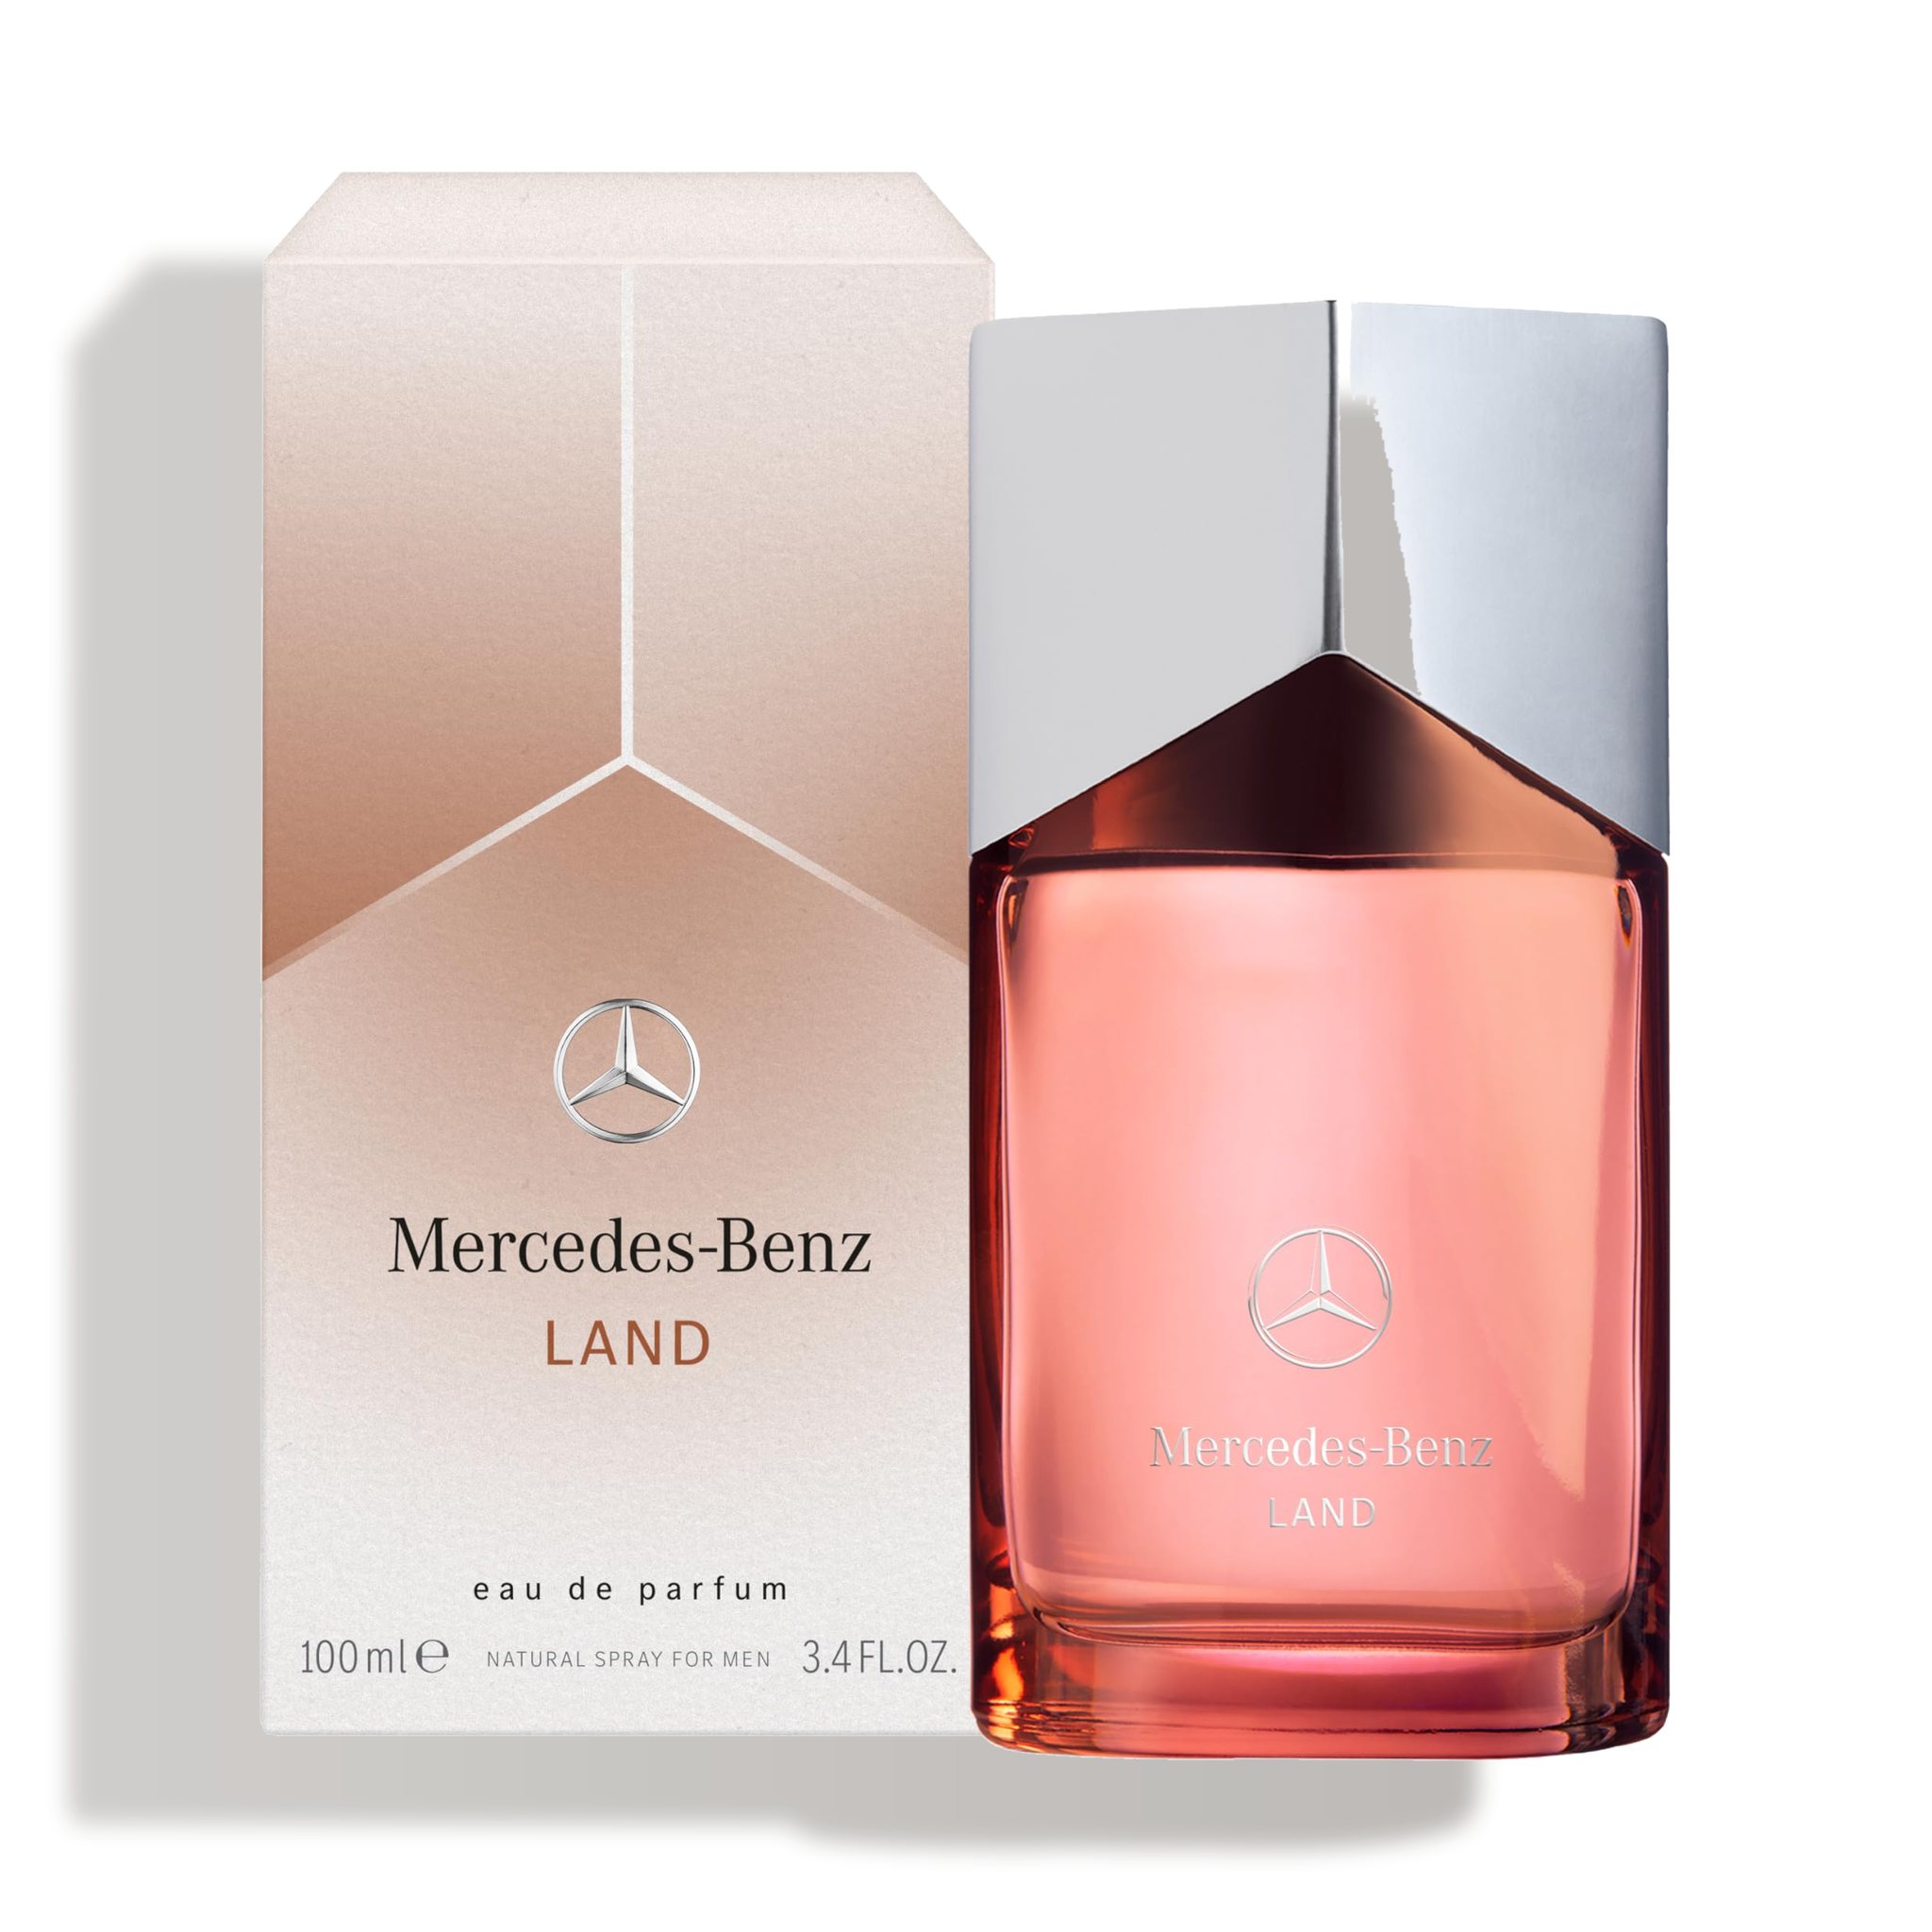 Mercedes-Benz
LAND
eau de parfum
100 ml ℮ NATURAL SPRAY FOR MEN 3.4 FL.OZ.
Mercedes-Benz
LAND